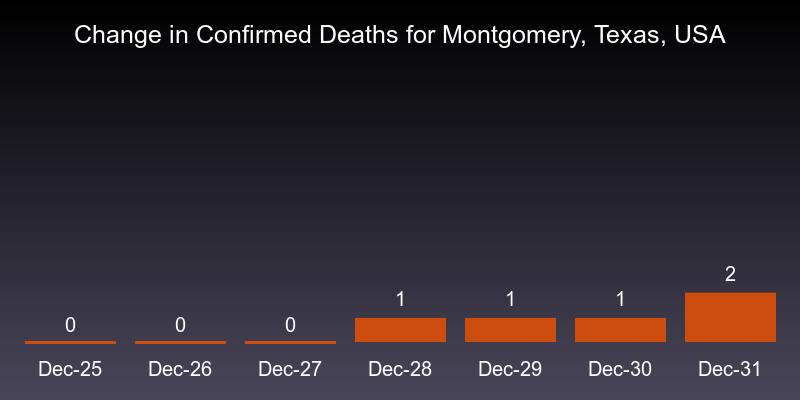 Change in Confirmed Deaths for Montgomery, Texas, USA
0 0 0 1 1 1 2
Dec-25 Dec-26 Dec-27 Dec-28 Dec-29 Dec-30 Dec-31